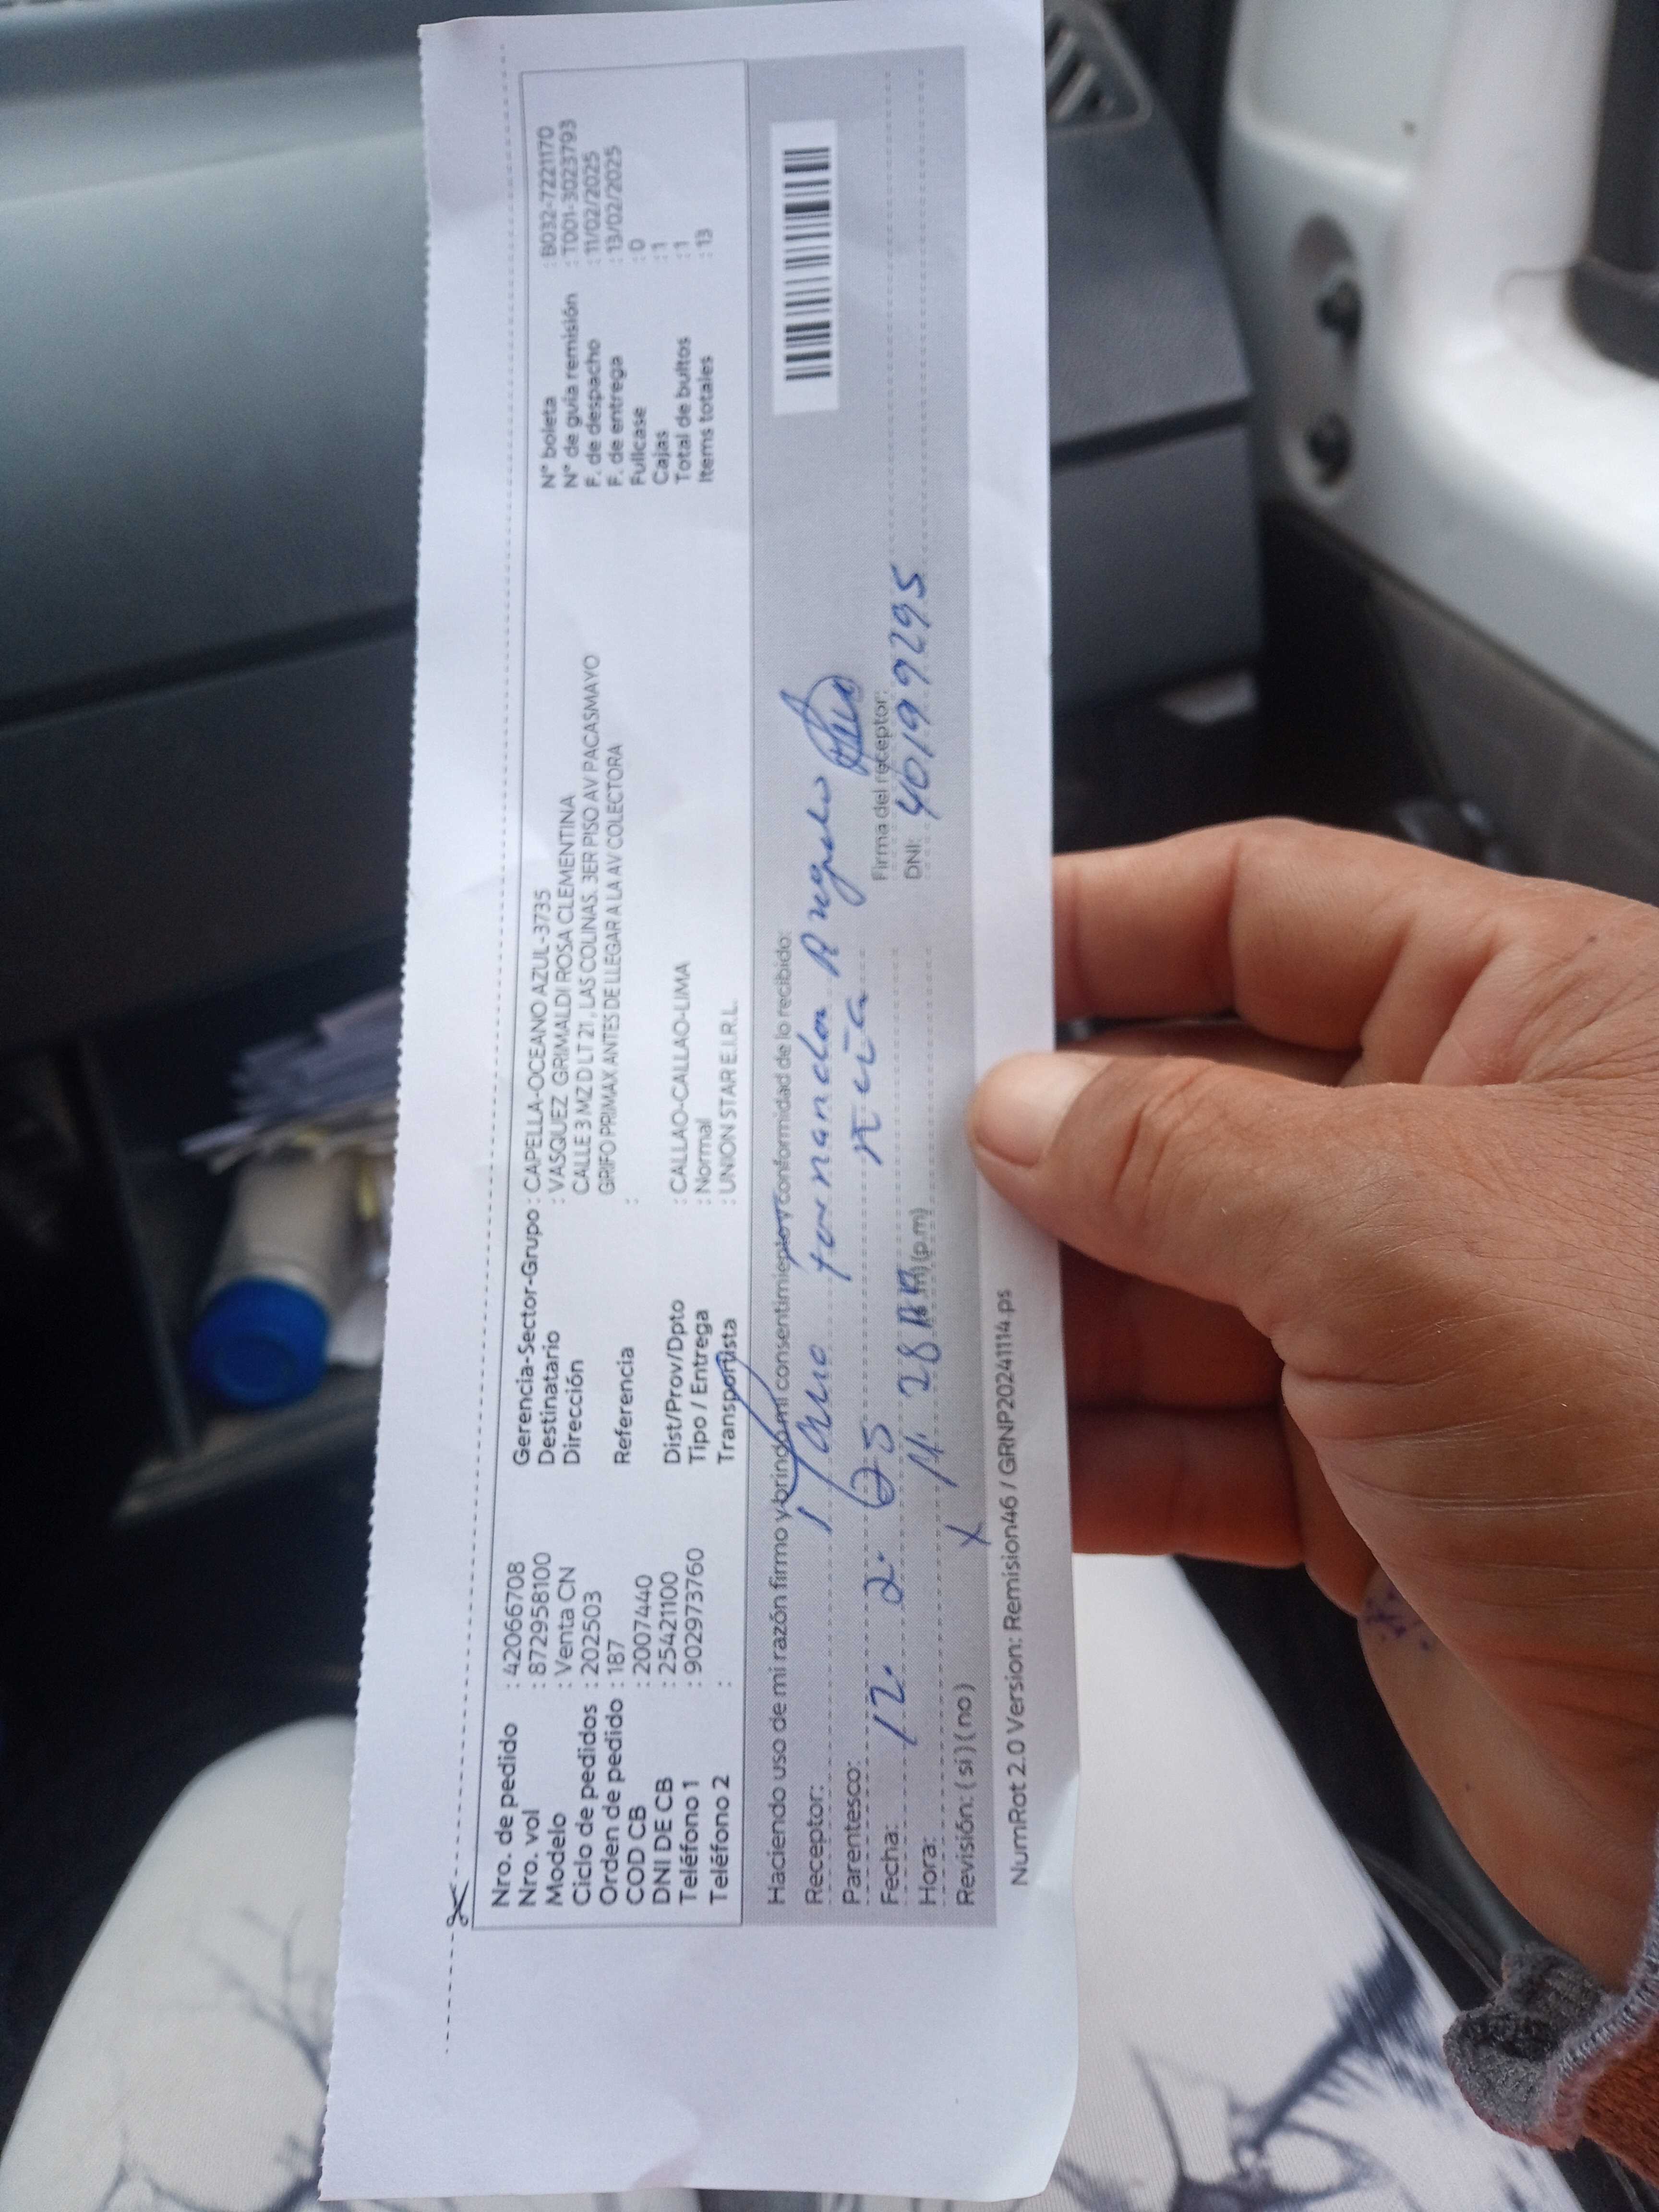 Nro. de pedido : 42066708
Nro. vol : 872958100
Modelo : Venta CN
Ciclo de pedidos : 202503
Orden de pedido : 187
COD CB : 2007440
DNI DE CB : 25421100
Teléfono 1 : 902973760
Teléfono 2 :
Gerencia-Sector-Grupo : CAPELLA-OCEANO AZUL-3735
Destinatario : VASQUEZ GRIMALDI ROSA CLEMENTINA
Dirección : CALLE 3 MZ D LT 21 , LAS COLINAS. 3ER PISO AV PACASMAYO
GRIFO PRIMAX ANTES DE LLEGAR A LA AV COLECTORA
Referencia :
Dist/Prov/Dpto : CALLAO-CALLAO-LIMA
Tipo / Entrega : Normal
Transportista : UNION STAR E.I.R.L.
N° boleta : B032-7221170
N° de guía remisión : T001-3023793
F. de despacho : 11/02/2025
F. de entrega : 13/02/2025
Fullcase : 0
Cajas : 1
Total de bultos : 1
Items totales : 13
Haciendo uso de mi razón firmo y brindo mi consentimiento y conformidad de lo recibido:
Receptor:
Parentesco:
Fecha: 12. 2. 25
Hora: 11: 28 (p.m)
Revisión: ( si ) ( no ) X
Firma del receptor:
DNI: 40199295
NumRot 2.0 Version: Remision46 / GRNP20241114.ps